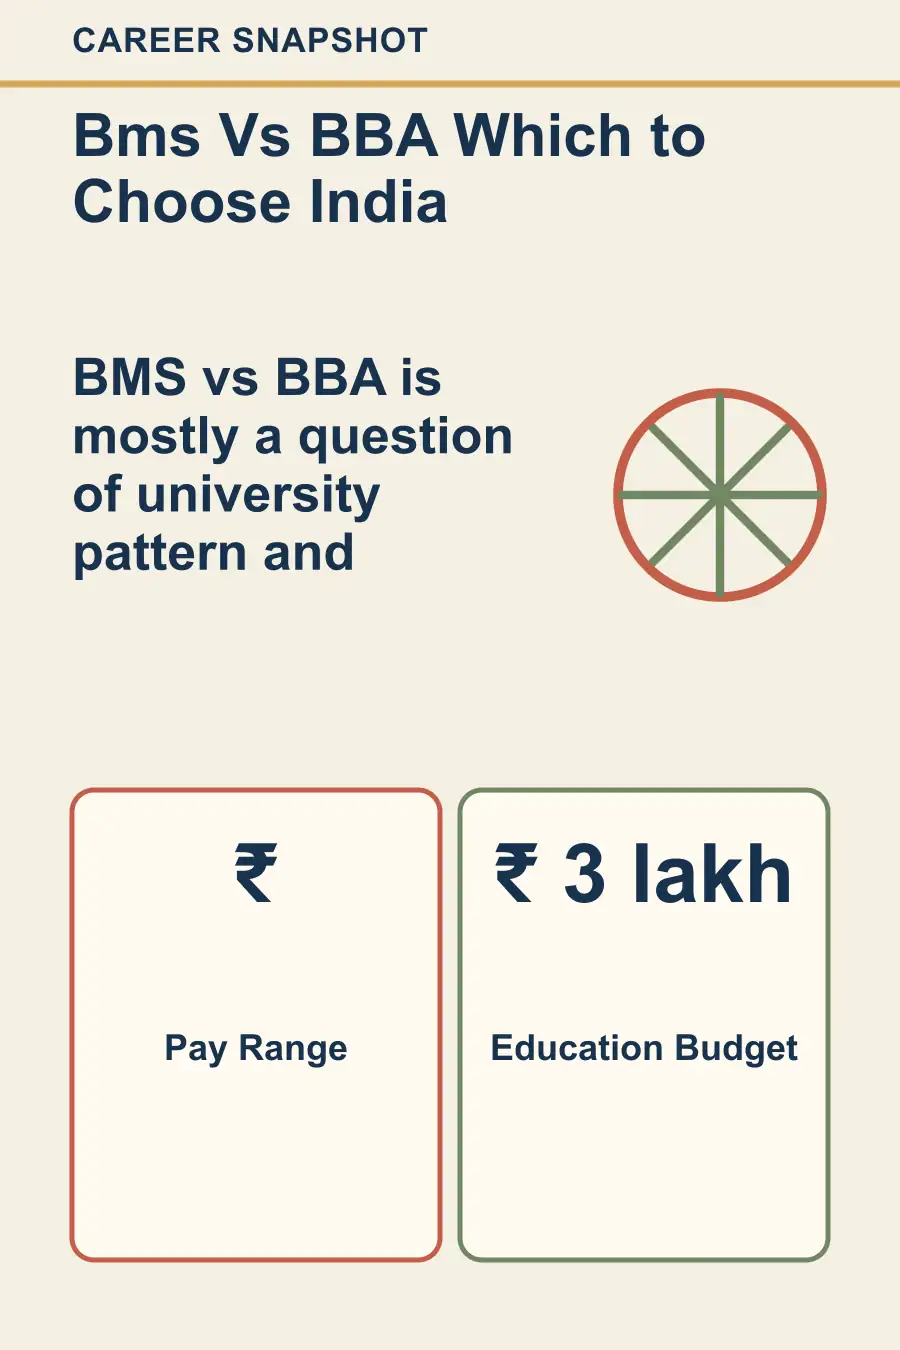 CAREER SNAPSHOT
Bms Vs BBA Which to
Choose India
BMS vs BBA is
mostly a question
of university
pattern and
₹
Pay Range
₹ 3 lakh
Education Budget